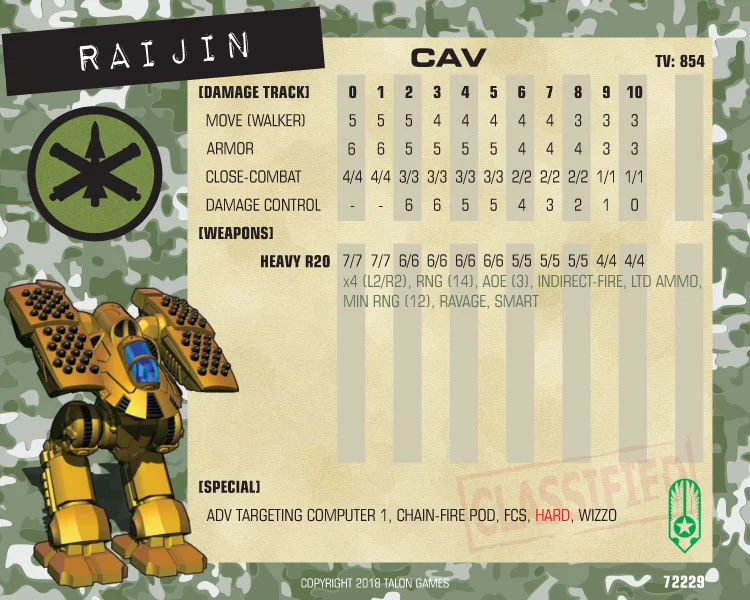 RAIJIN
CAV
TV: 854
[DAMAGE TRACK] 0 1 2 3 4 5 6 7 8 9 10
MOVE (WALKER) 5 5 5 4 4 4 4 4 3 3 3
ARMOR 6 6 5 5 5 5 4 4 4 3 3
CLOSE-COMBAT 4/4 4/4 3/3 3/3 3/3 3/3 2/2 2/2 2/2 1/1 1/1
DAMAGE CONTROL - - 6 6 5 5 4 3 2 1 0
[WEAPONS]
HEAVY R20 7/7 7/7 6/6 6/6 6/6 6/6 5/5 5/5 5/5 4/4 4/4
x4 (L2/R2), RNG (14), AOE (3), INDIRECT-FIRE, LTD AMMO,
MIN RNG (12), RAVAGE, SMART
[SPECIAL]
CLASSIFIED
ADV TARGETING COMPUTER 1, CHAIN-FIRE POD, FCS, HARD, WIZZO
COPYRIGHT 2018 TALON GAMES
72229